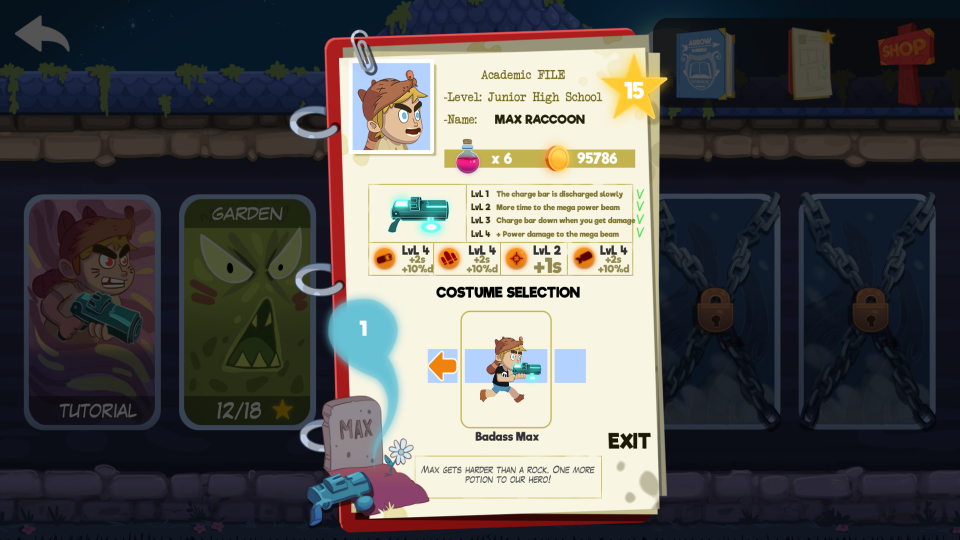 Academic FILE
15
-Level: Junior High School
-Name: MAX RACCOON
x 6 95786
LvL 1 The charge bar is discharged slowly
LvL 2 More time to the mega power beam
LvL 3 Charge bar down when you get damage
LvL 4 + Power damage to the mega beam
LvL 4 +2s +10%d
LvL 4 +2s +10%d
LvL 2 +1s
LvL 4 +2s +10%d
COSTUME SELECTION
1
Badass Max
MAX
EXIT
MAX GETS HARDER THAN A ROCK. ONE MORE
POTION TO OUR HERO!
GARDEN
TUTORIAL
12/18
SHOP